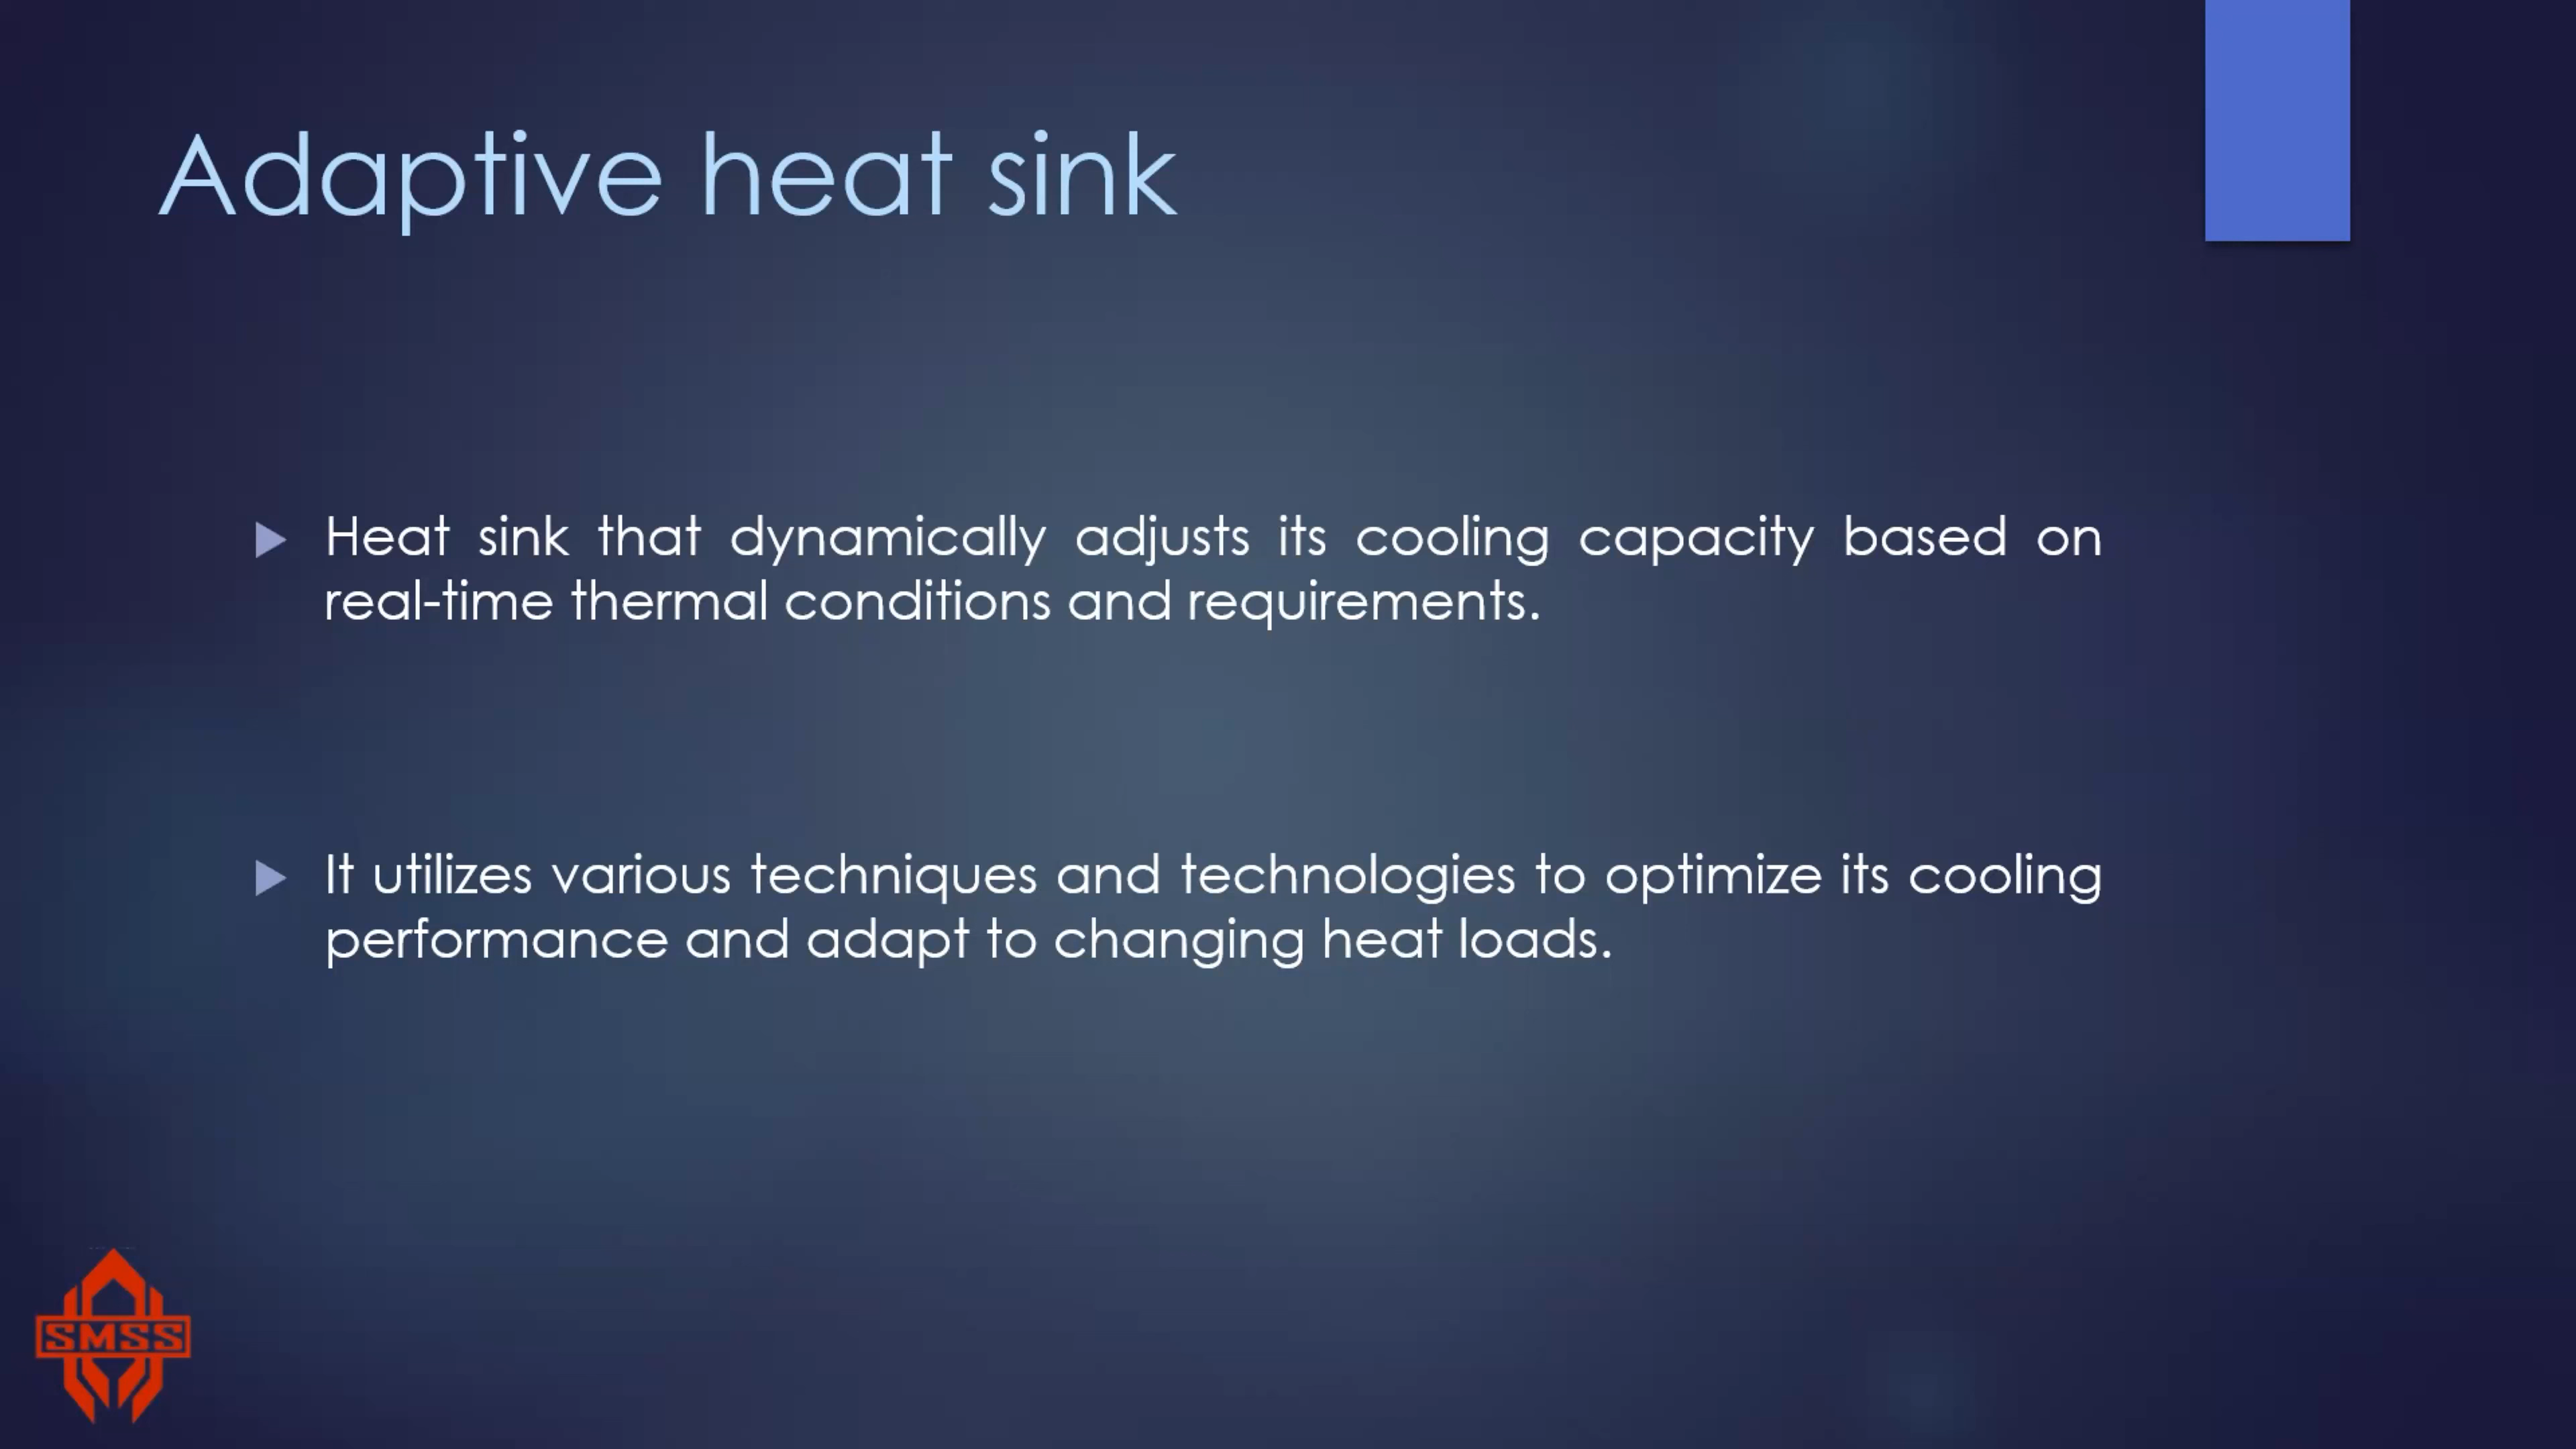 Adaptive heat sink
Heat sink that dynamically adjusts its cooling capacity based on
real-time thermal conditions and requirements.
It utilizes various techniques and technologies to optimize its cooling
performance and adapt to changing heat loads.
SMSS